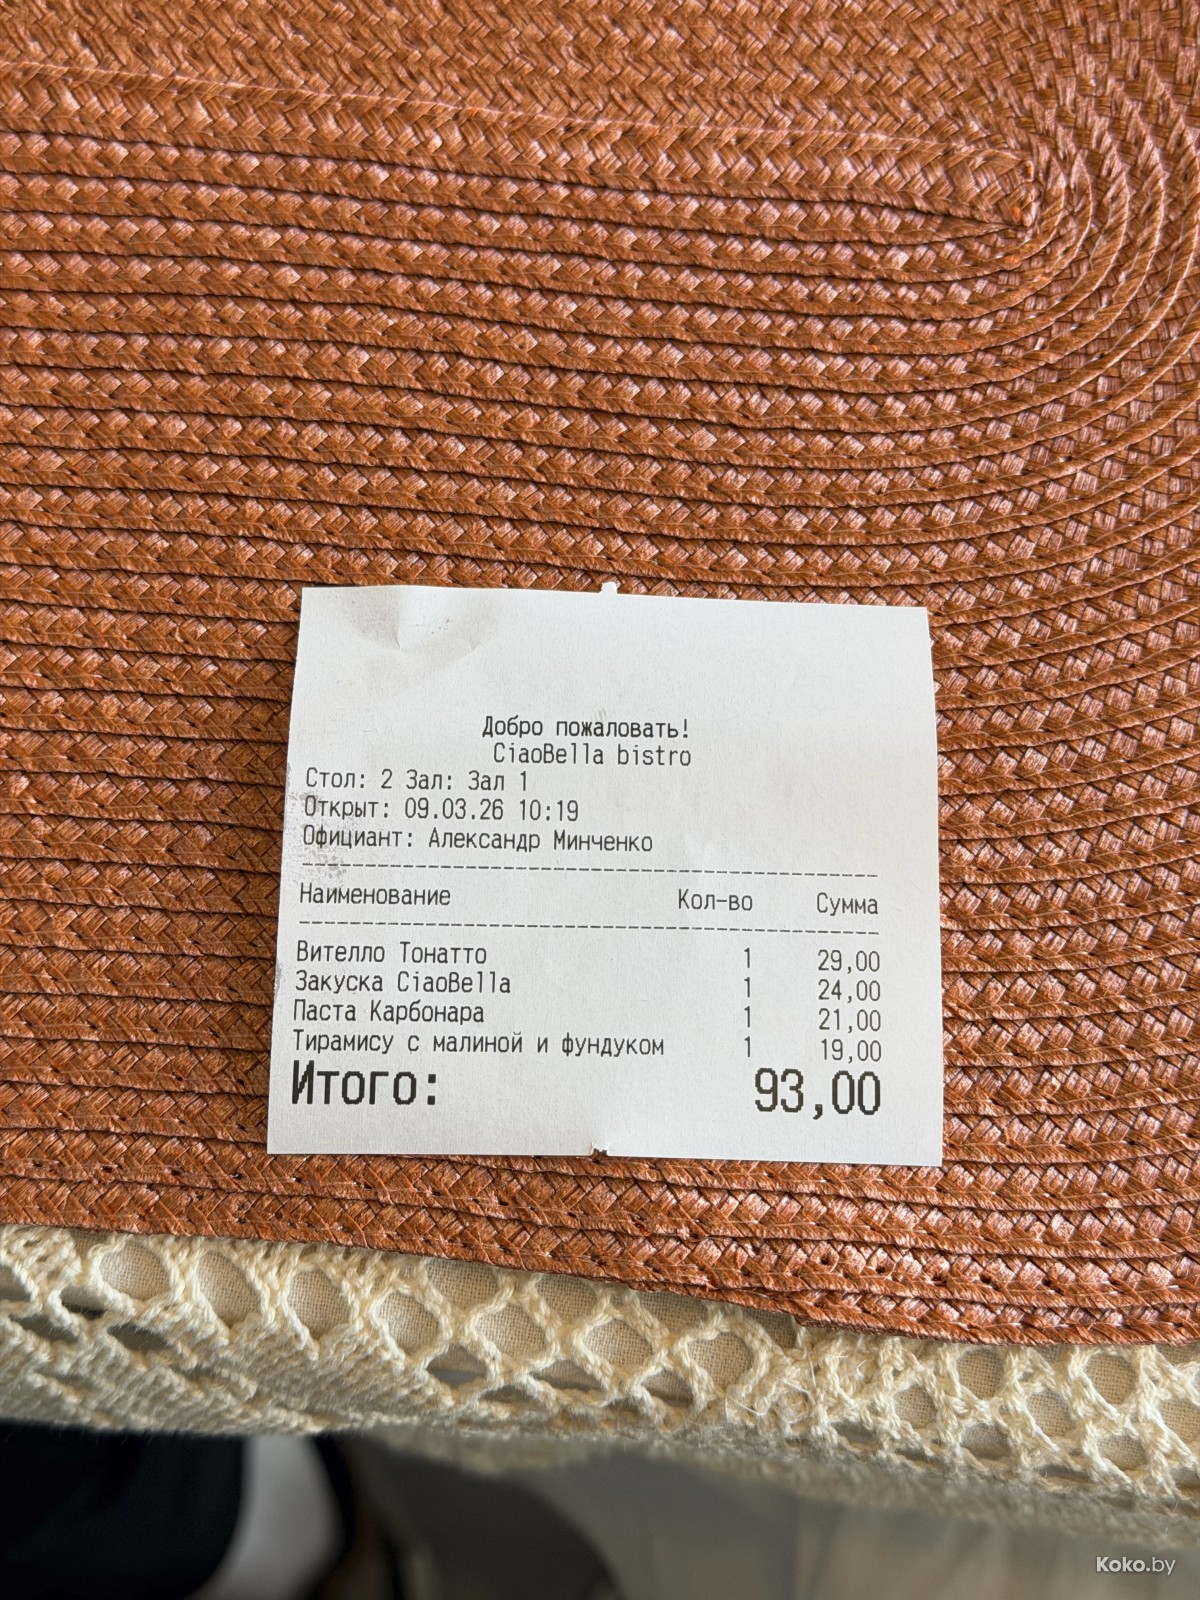 Добро пожаловать!
CiaoBella bistro
Стол: 2 Зал: Зал 1
Открыт: 09.03.26 10:19
Официант: Александр Минченко
Наименование Кол-во Сумма
Вителло Тонатто 1 29,00
Закуска CiaoBella 1 24,00
Паста Карбонара 1 21,00
Тирамису с малиной и фундуком 1 19,00
Итого: 93,00
Koko.by